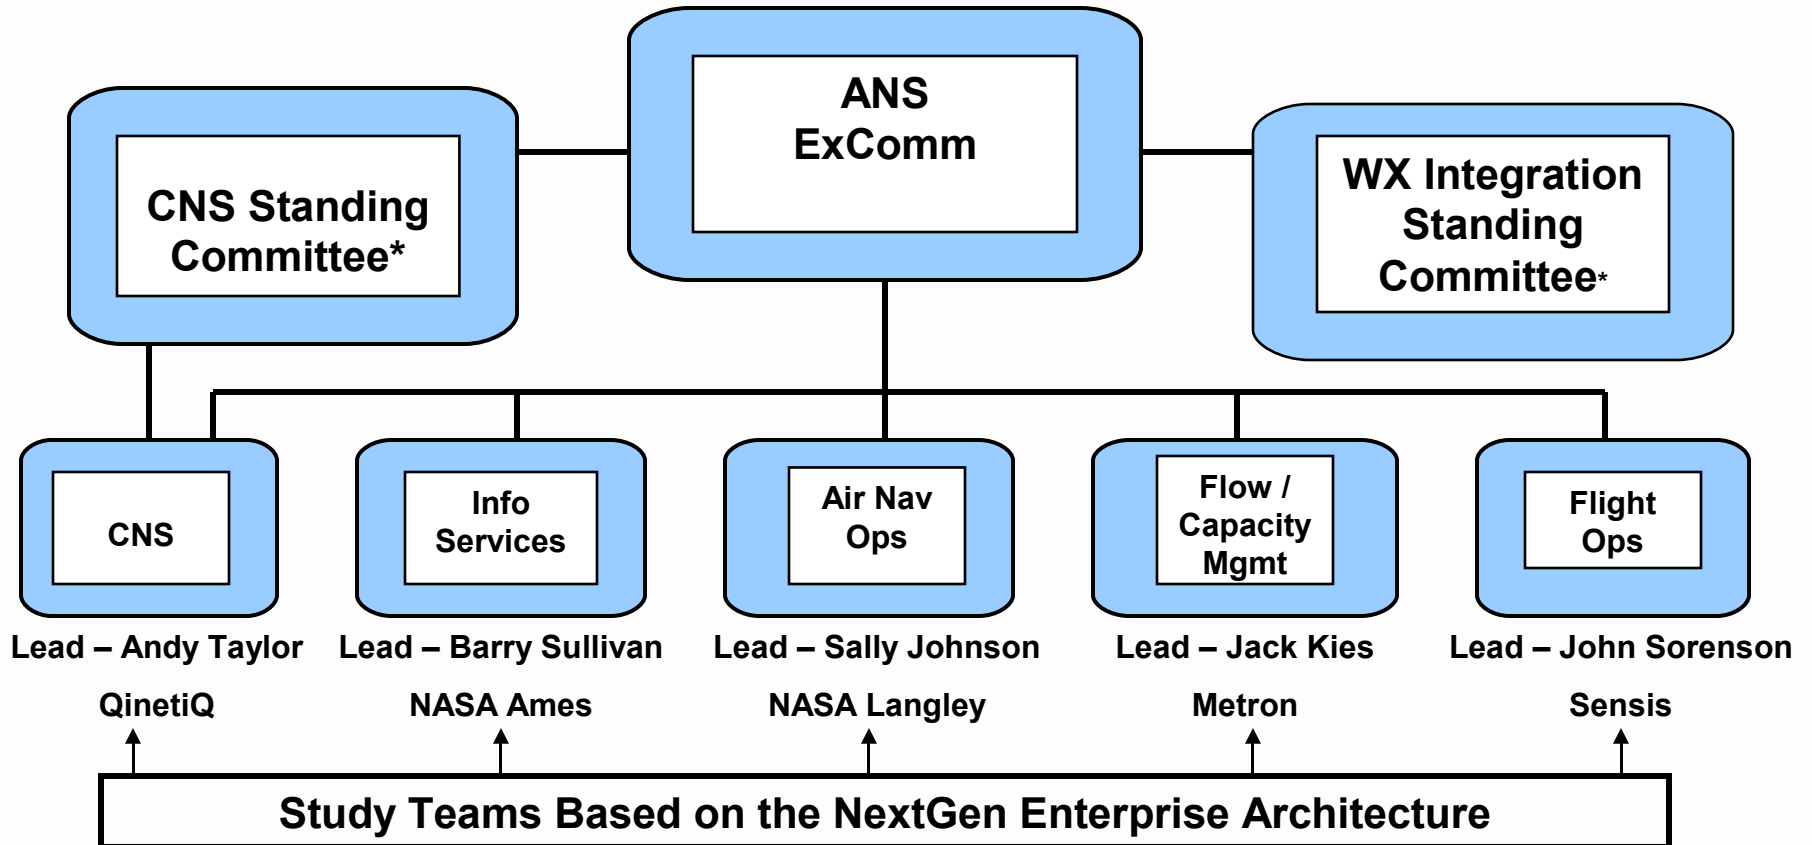 ANS
ExComm
CNS Standing
Committee*
WX Integration
Standing
Committee*
CNS
Info
Services
Air Nav
Ops
Flow /
Capacity
Mgmt
Flight
Ops
Lead – Andy Taylor
Lead – Barry Sullivan
Lead – Sally Johnson
Lead – Jack Kies
Lead – John Sorenson
QinetiQ
NASA Ames
NASA Langley
Metron
Sensis
Study Teams Based on the NextGen Enterprise Architecture